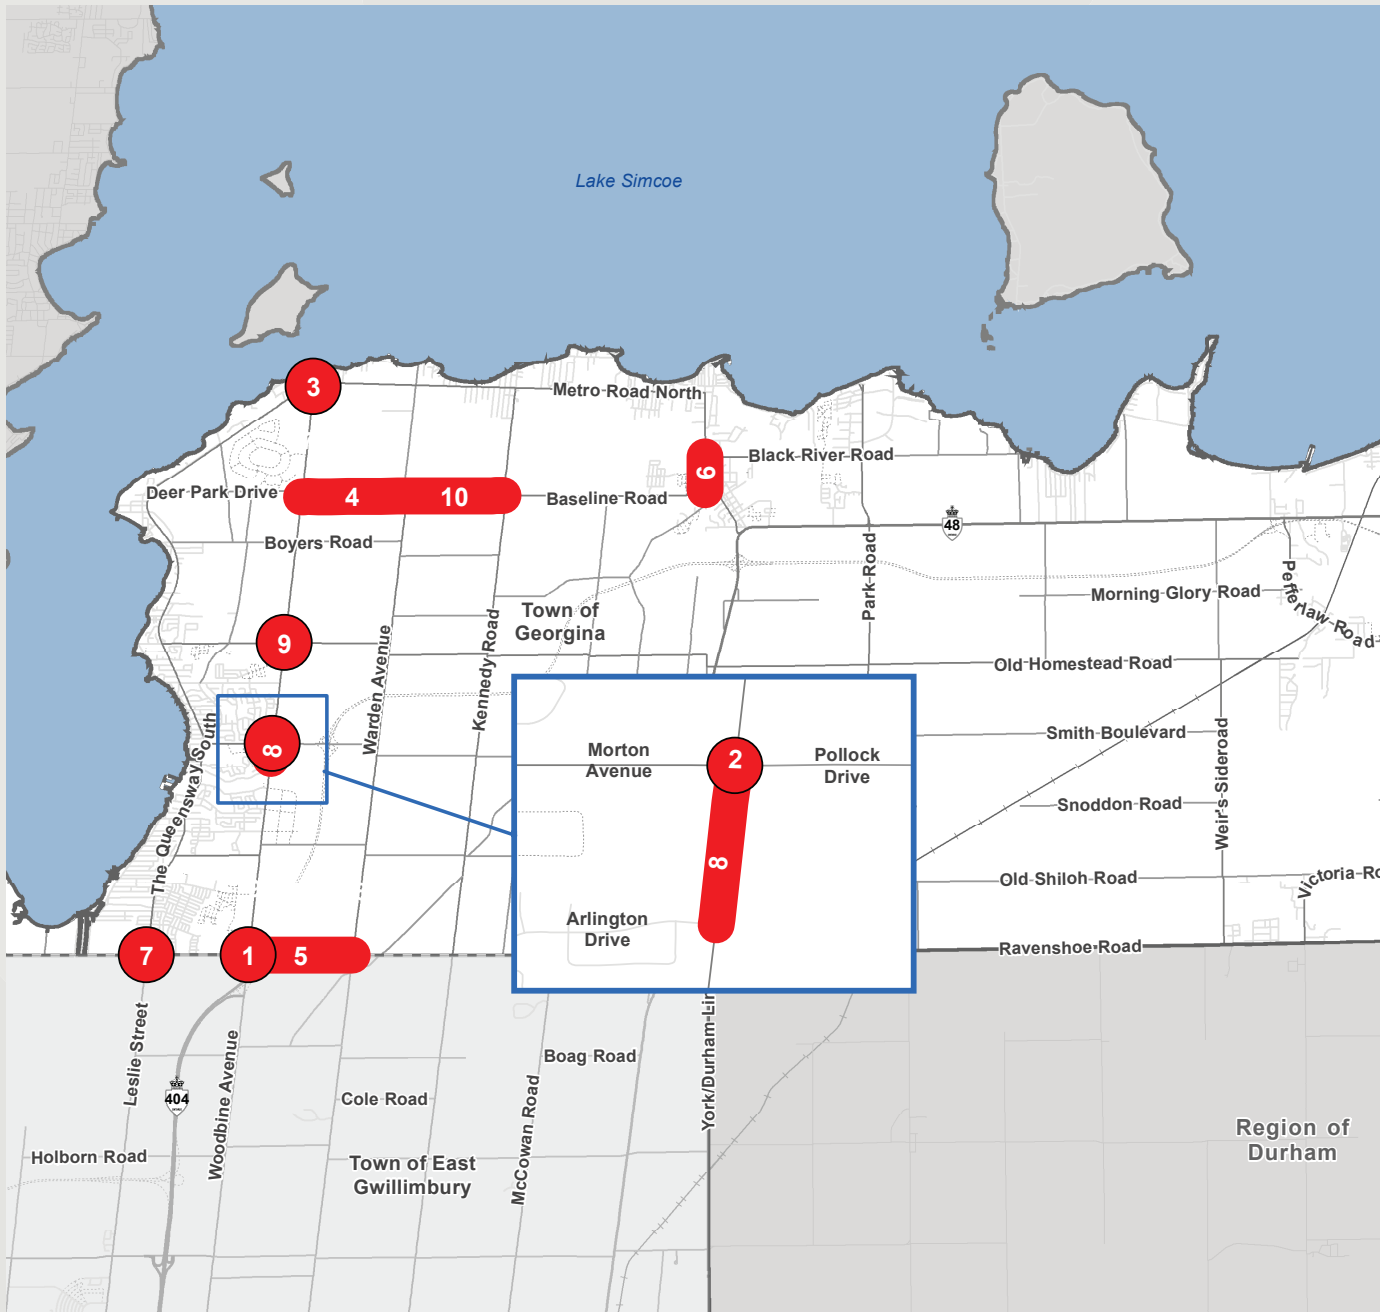 Lake Simcoe
3
Metro Road North
Black River Road
6
Deer Park Drive
4
10
Baseline Road
48
Boyers Road
Park Road
Morning Glory Road
Pefferlaw Road
Town of
Georgina
9
Warden Avenue
Kennedy Road
Old Homestead Road
The Queensway South
8
Morton
Avenue
2
Pollock
Drive
Smith Boulevard
Weir's Sideroad
Snoddon Road
8
Old Shiloh Road
Victoria Ro
Arlington
Drive
7
1
5
Ravenshoe Road
Leslie Street
404
Woodbine Avenue
Boag Road
Cole Road
McCowan Road
York/Durham Lin
Holborn Road
Town of East
Gwillimbury
Region of
Durham